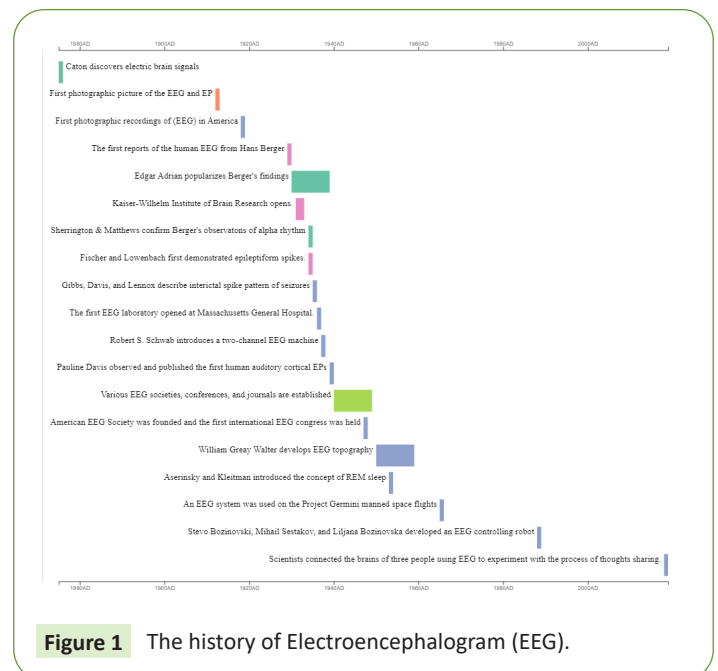 1880AD 1900AD 1920AD 1940AD 1960AD 1980AD 2000AD
Caton discovers electric brain signals
First photographic picture of the EEG and EP
First photographic recordings of (EEG) in America
The first reports of the human EEG from Hans Berger
Edgar Adrian popularizes Berger's findings
Kaiser-Wilhelm Institute of Brain Research opens.
Sherrington & Matthews confirm Berger's observatons of alpha rhythm
Fischer and Lowenbach first demonstrated epileptiform spikes.
Gibbs, Davis, and Lennox describe interictal spike pattern of seizures
The first EEG laboratory opened at Massachusetts General Hospital.
Robert S. Schwab introduces a two-channel EEG machine
Pauline Davis observed and published the first human auditory cortical EPs
Various EEG societies, conferences, and journals are established
American EEG Society was founded and the first international EEG congress was held
William Greay Walter develops EEG topography
Aserinsky and Kleitman introduced the concept of REM sleep
An EEG system was used on the Project Germini manned space flights
Stevo Bozinovski, Mihail Sestakov, and Liljana Bozinovska developed an EEG controlling robot
Scientists connected the brains of three people using EEG to experiment with the process of thoughts sharing.
1880AD 1900AD 1920AD 1940AD 1960AD 1980AD 2000AD
Figure 1 The history of Electroencephalogram (EEG).